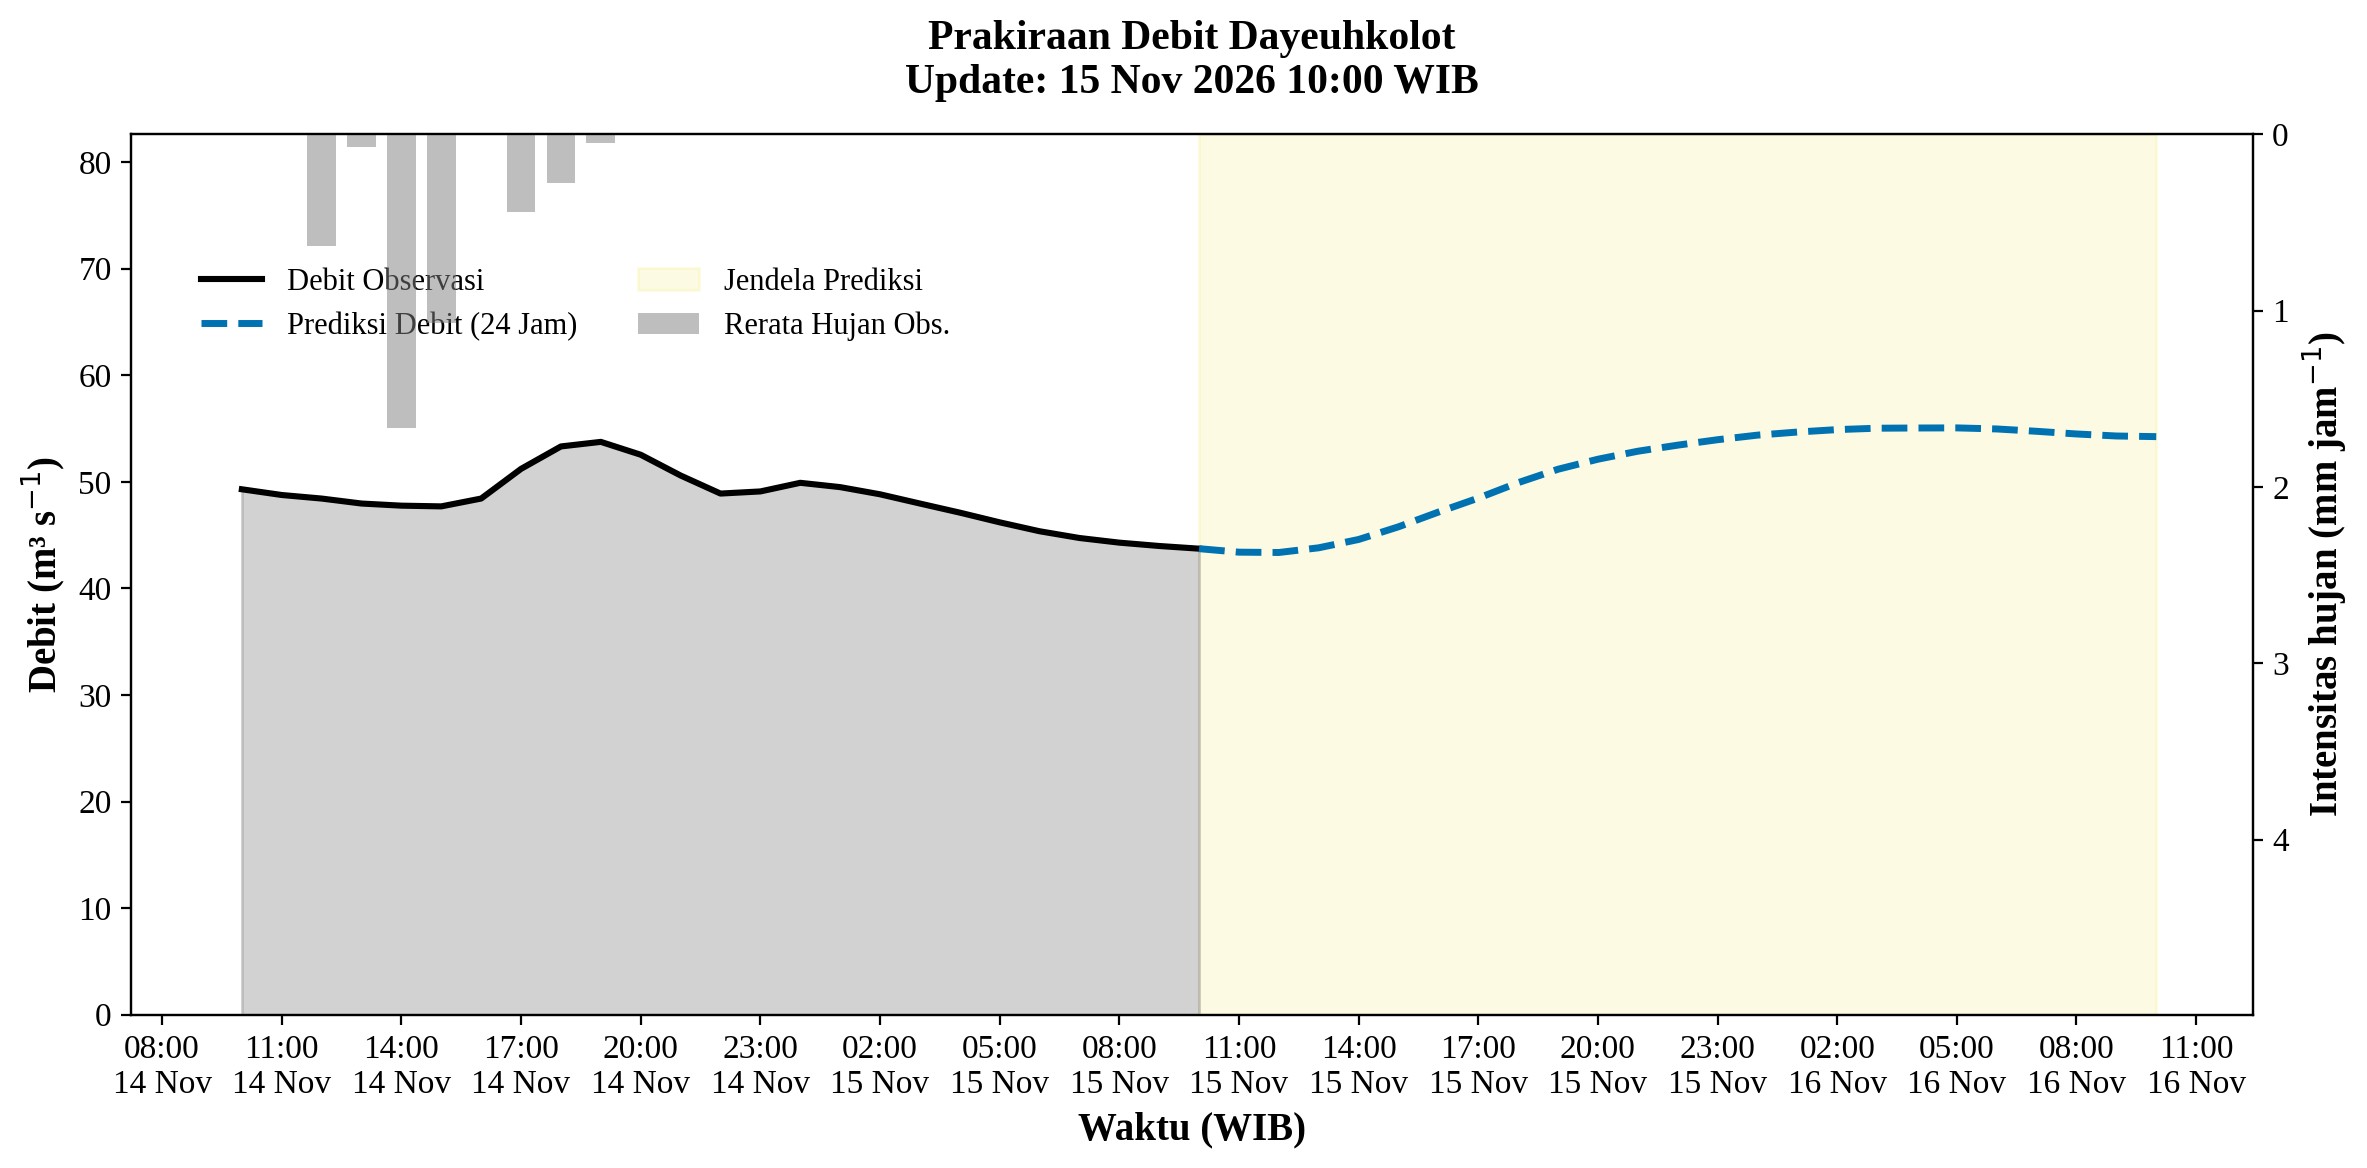 Prakiraan Debit Dayeuhkolot
Update: 15 Nov 2026 10:00 WIB
Debit (m³ s⁻¹)
80
70
60
50
40
30
20
10
0
Debit Observasi
Prediksi Debit (24 Jam)
Jendela Prediksi
Rerata Hujan Obs.
0
1
2
3
4
Intensitas hujan (mm jam⁻¹)
08:00 11:00 14:00 17:00 20:00 23:00 02:00 05:00 08:00 11:00 14:00 17:00 20:00 23:00 02:00 05:00 08:00 11:00
14 Nov 14 Nov 14 Nov 14 Nov 14 Nov 14 Nov 15 Nov 15 Nov 15 Nov 15 Nov 15 Nov 15 Nov 15 Nov 15 Nov 16 Nov 16 Nov 16 Nov 16 Nov
Waktu (WIB)